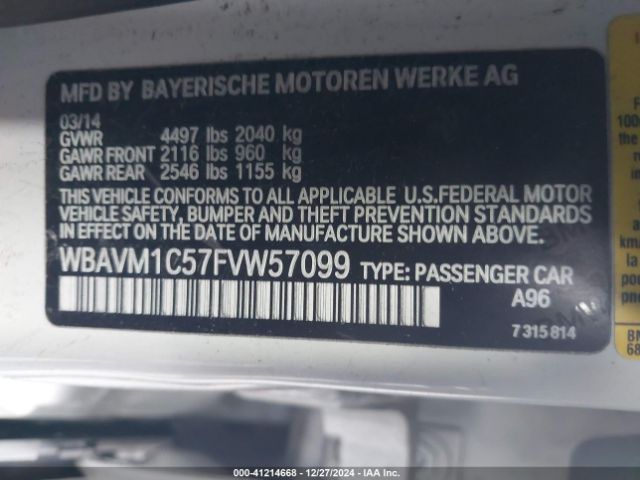 MFD BY BAYERISCHE MOTOREN WERKE AG
03/14
GVWR 4497 lbs 2040 kg
GAWR FRONT 2116 lbs 960 kg
GAWR REAR 2546 lbs 1155 kg
THIS VEHICLE CONFORMS TO ALL APPLICABLE U.S.FEDERAL MOTOR
VEHICLE SAFETY, BUMPER AND THEFT PREVENTION STANDARDS
IN EFFECT ON THE DATE OF MANUFACTURE SHOWN ABOVE.
WBAVM1C57FVW57099 TYPE: PASSENGER CAR
A96
7 315 814
000-41214668 - 12/27/2024 - IAA Inc.